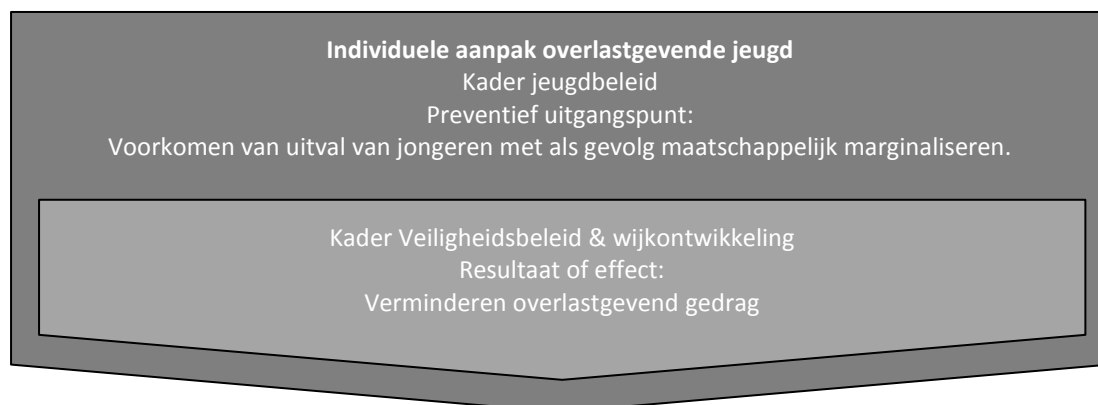 Individuele aanpak overlastgevende jeugd
Kader jeugdbeleid
Preventief uitgangspunt:
Voorkomen van uitval van jongeren met als gevolg maatschappelijk marginaliseren.
Kader Veiligheidsbeleid & wijkontwikkeling
Resultaat of effect:
Verminderen overlastgevend gedrag